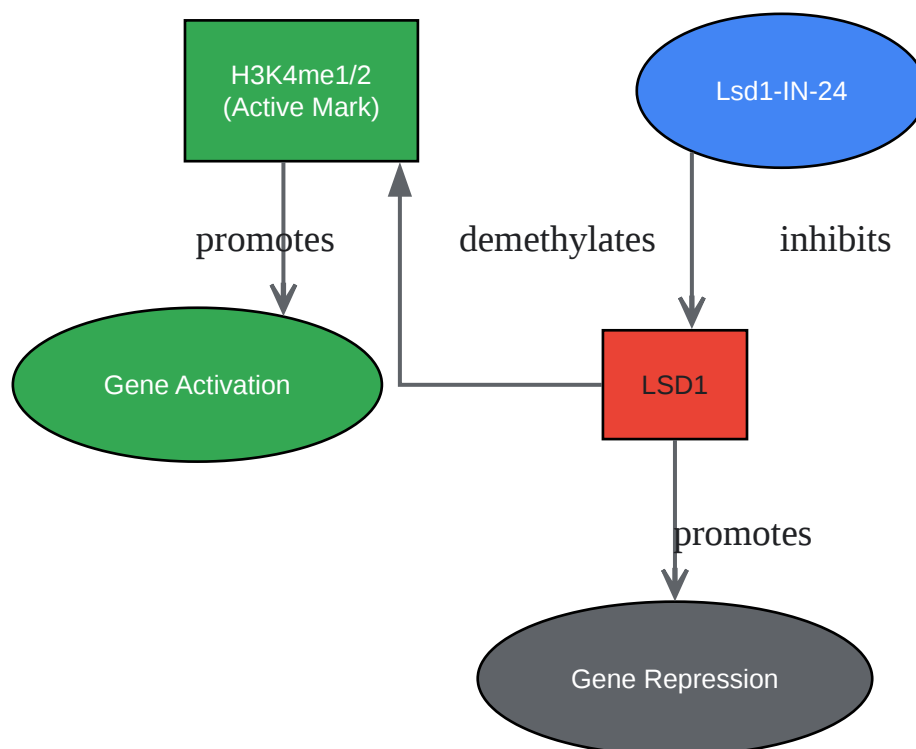 H3K4me1/2
(Active Mark)
Lsd1-IN-24
promotes
demethylates
inhibits
Gene Activation
LSD1
promotes
Gene Repression